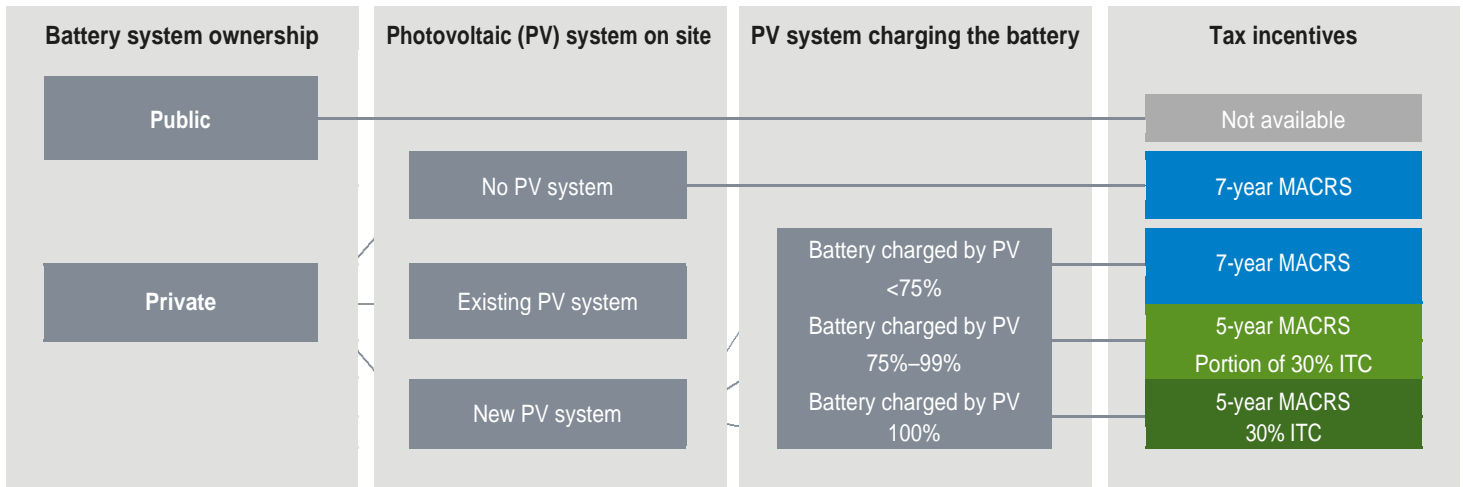 Battery system ownership
Photovoltaic (PV) system on site
PV system charging the battery
Tax incentives
Public
Not available
No PV system
7-year MACRS
Private
Existing PV system
New PV system
Battery charged by PV
<75%
7-year MACRS
Battery charged by PV
75%–99%
5-year MACRS
Portion of 30% ITC
Battery charged by PV
100%
5-year MACRS
30% ITC